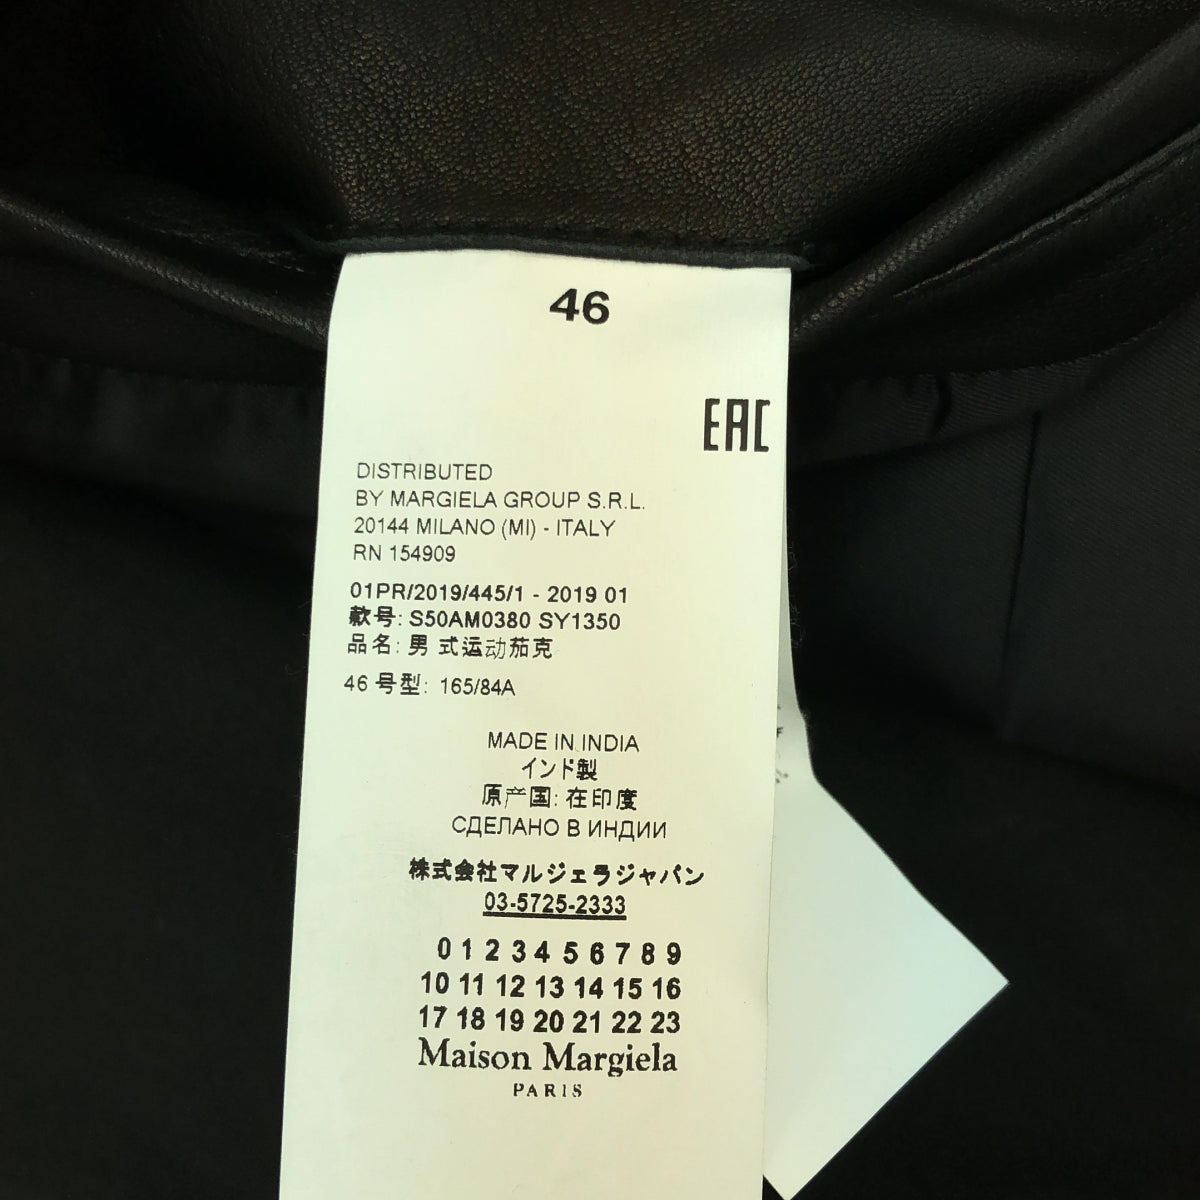 46
EAC
DISTRIBUTED
BY MARGIELA GROUP S.R.L.
20144 MILANO (MI) - ITALY
RN 154909
01PR/2019/445/1 - 2019 01
款号: S50AM0380 SY1350
品名: 男 式运动茄克
46 号型: 165/84A
MADE IN INDIA
インド製
原产国: 在印度
СДЕЛАНО В ИНДИИ
株式会社マルジェラジャパン
03-5725-2333
0 1 2 3 4 5 6 7 8 9
10 11 12 13 14 15 16
17 18 19 20 21 22 23
Maison Margiela
PARIS